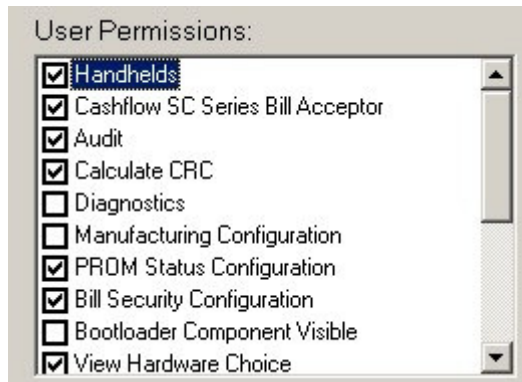 User Permissions:
Handhelds
Cashflow SC Series Bill Acceptor
Audit
Calculate CRC
Diagnostics
Manufacturing Configuration
PROM Status Configuration
Bill Security Configuration
Bootloader Component Visible
View Hardware Choice